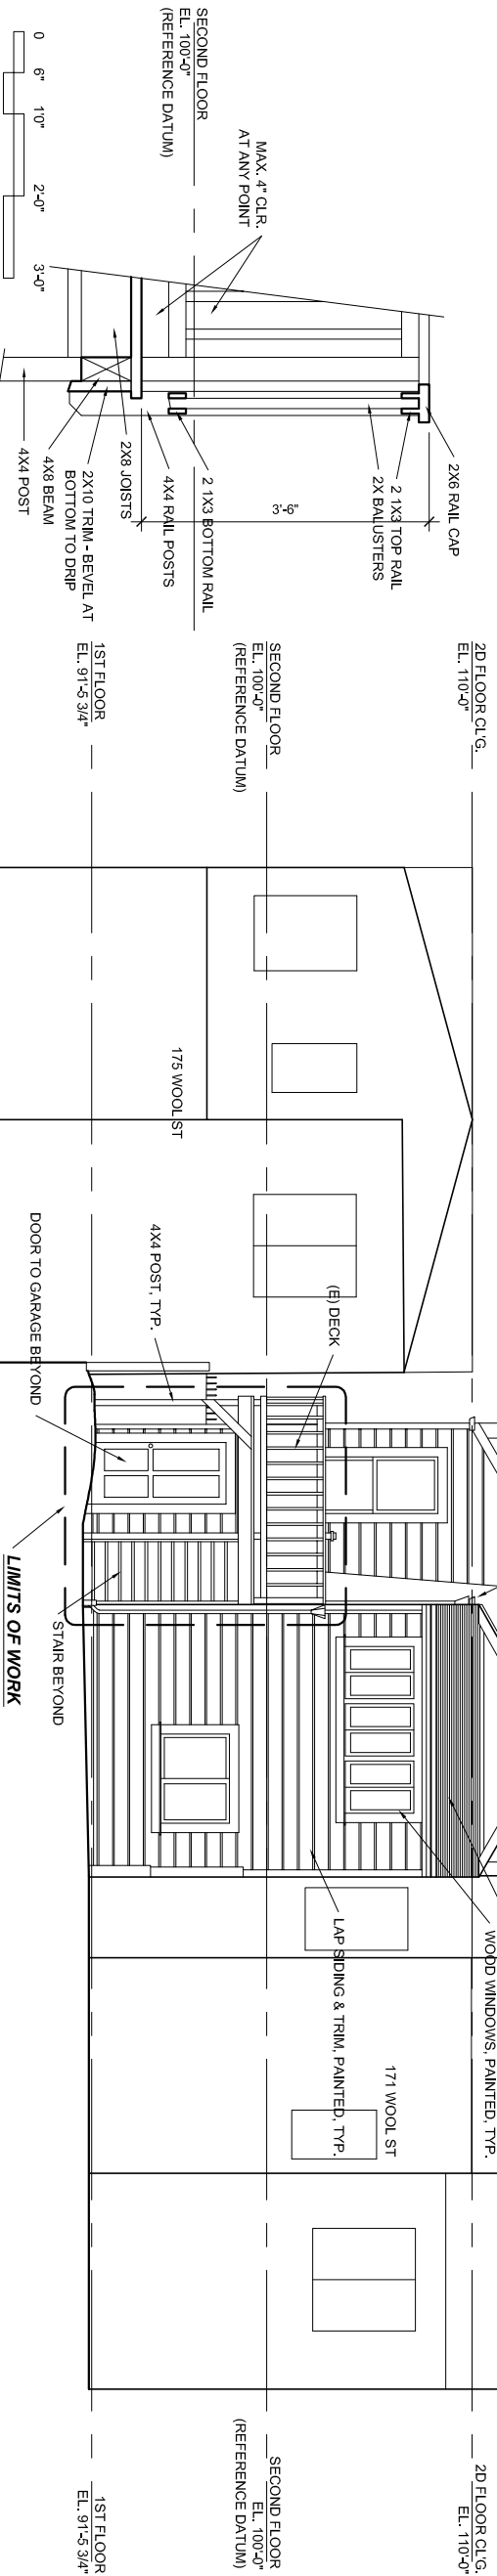 SECOND FLOOR
EL. 100'-0"
(REFERENCE DATUM)
MAX. 4" CLR.
AT ANY POINT
0 6" 1'0" 2'-0" 3'-0"
2X6 RAIL CAP
2 1X3 TOP RAIL
2X BALUSTERS
3'-6"
2 1X3 BOTTOM RAIL
4X4 RAIL POSTS
2X8 JOISTS
2X10 TRIM - BEVEL AT
BOTTOM TO DRIP
4X8 BEAM
4X4 POST
2D FLOOR CL'G.
EL. 110'-0"
SECOND FLOOR
EL. 100'-0"
(REFERENCE DATUM)
1ST FLOOR
EL. 91'-5 3/4"
175 WOOL ST
(E) DECK
4X4 POST, TYP.
DOOR TO GARAGE BEYOND
LIMITS OF WORK
STAIR BEYOND
WOOD WINDOWS, PAINTED, TYP.
LAP SIDING & TRIM, PAINTED, TYP.
171 WOOL ST
2D FLOOR CL'G.
EL. 110'-0"
SECOND FLOOR
EL. 100'-0"
(REFERENCE DATUM)
1ST FLOOR
EL. 91'-5 3/4"